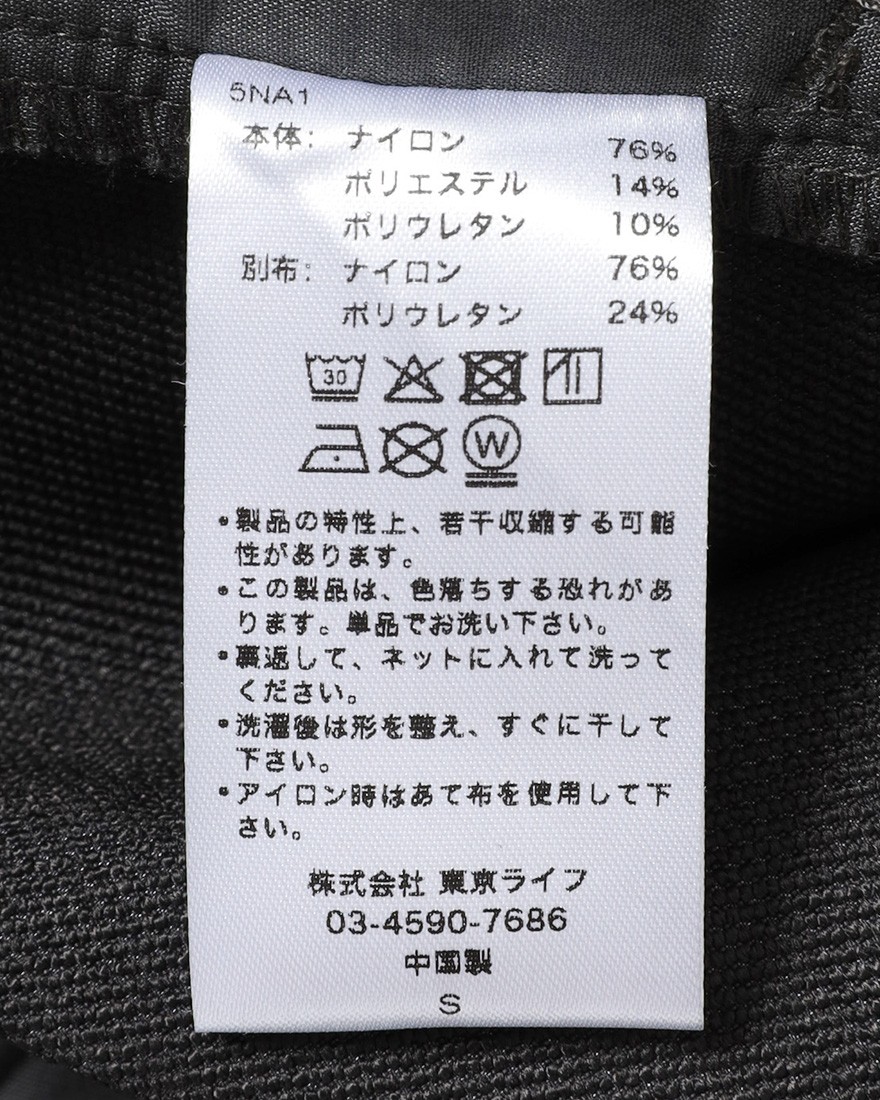 5NA1
本体: ナイロン 76%
ポリエステル 14%
ポリウレタン 10%
別布: ナイロン 76%
ポリウレタン 24%
30
W
•製品の特性上、若干収縮する可能
性があります。
•この製品は、色落ちする恐れがあ
ります。単品でお洗い下さい。
•裏返して、ネットに入れて洗って
ください。
•洗濯後は形を整え、すぐに干して
下さい。
•アイロン時はあて布を使用して下
さい。
株式会社 東京ライフ
03-4590-7686
中国製
S